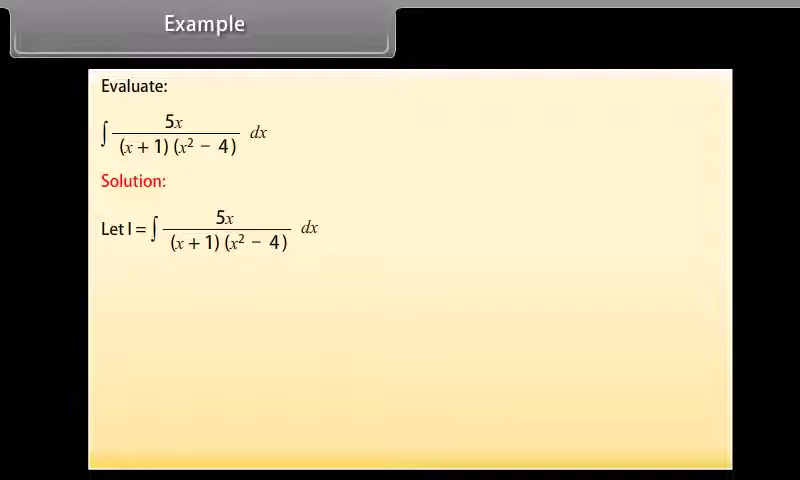 Example
Evaluate:
∫ 5x / (x + 1) (x² − 4) dx
Solution:
Let I = ∫ 5x / (x + 1) (x² − 4) dx